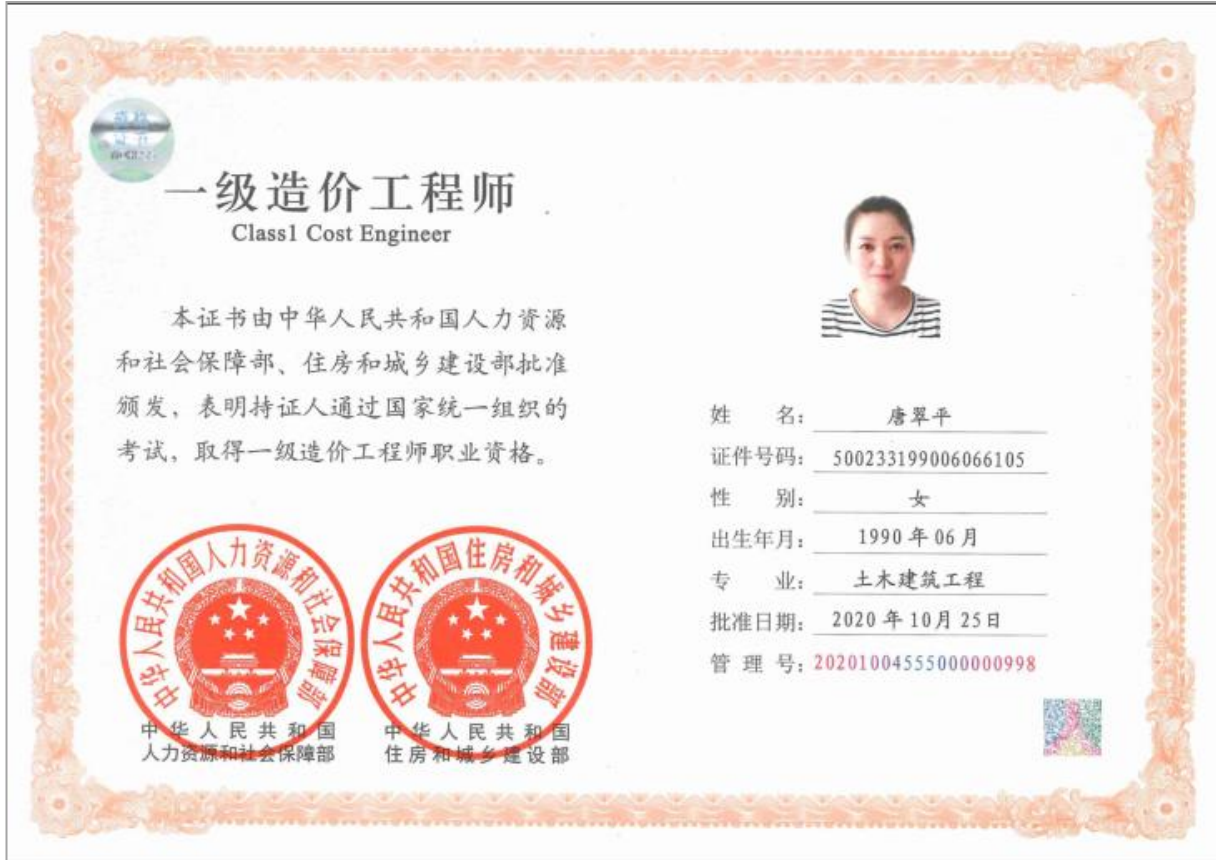 一级造价工程师
Class1 Cost Engineer
本证书由中华人民共和国人力资源
和社会保障部、住房和城乡建设部批准
颁发，表明持证人通过国家统一组织的
考试，取得一级造价工程师职业资格。
中华人民共和国人力资源和社会保障部
中华人民共和国住房和城乡建设部
中华人民共和国
人力资源和社会保障部
中华人民共和国
住房和城乡建设部
姓 名：唐翠平
证件号码：500233199006066105
性 别：女
出生年月：1990年06月
专 业：土木建筑工程
批准日期：2020年10月25日
管 理 号：20201004555000000998